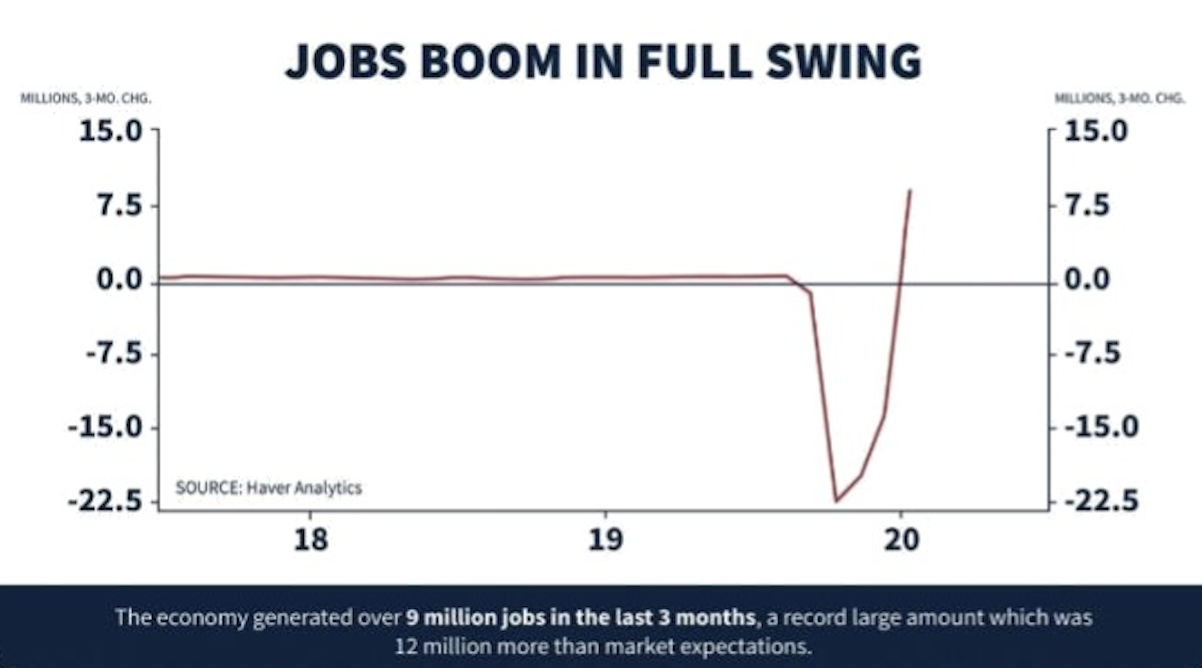 JOBS BOOM IN FULL SWING
MILLIONS, 3-MO. CHG.
MILLIONS, 3-MO. CHG.
15.0
15.0
7.5
7.5
0.0
0.0
-7.5
-7.5
-15.0
-15.0
-22.5
-22.5
SOURCE: Haver Analytics
18
19
20
The economy generated over 9 million jobs in the last 3 months, a record large amount which was
12 million more than market expectations.